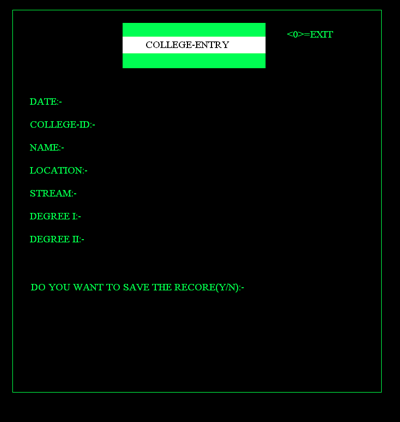 <0>=EXIT
COLLEGE-ENTRY
DATE:-
COLLEGE-ID:-
NAME:-
LOCATION:-
STREAM:-
DEGREE I:-
DEGREE II:-
DO YOU WANT TO SAVE THE RECORE(Y/N):-